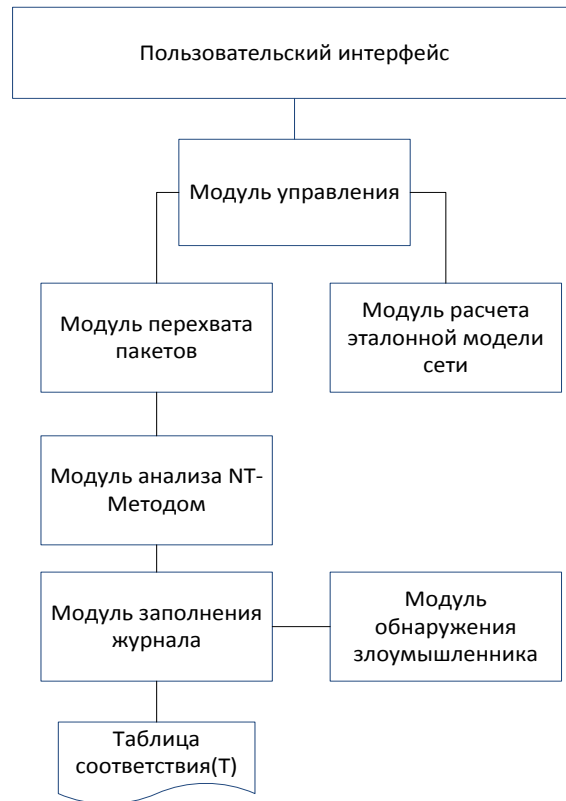 Пользовательский интерфейс
Модуль управления
Модуль перехвата
пакетов
Модуль расчета
эталонной модели
сети
Модуль анализа NT-
Методом
Модуль заполнения
журнала
Модуль
обнаружения
злоумышленника
Таблица
соответствия(Т)